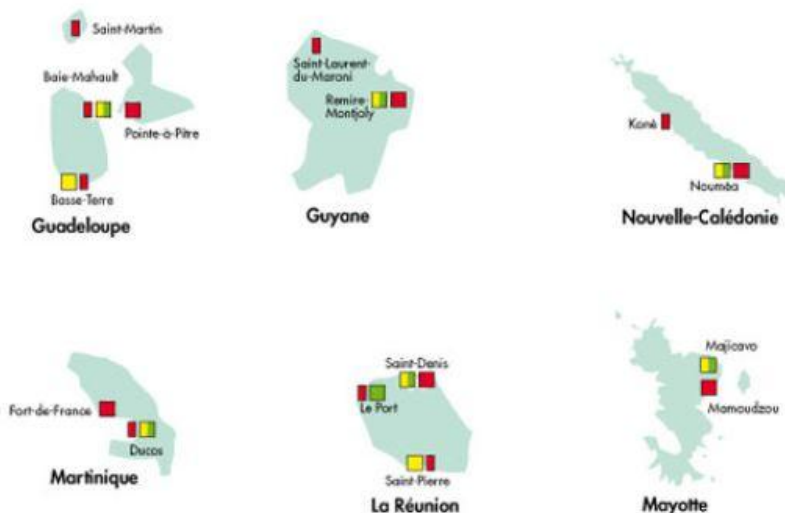 Saint-Martin
Baie-Mahault
Pointe-à-Pitre
Basse-Terre
Guadeloupe
Saint-Laurent-
du-Maroni
Remire-
Montjoly
Guyane
Koné
Nouméa
Nouvelle-Calédonie
Fort-de-France
Ducos
Martinique
Saint-Denis
Le Port
Saint-Pierre
La Réunion
Majicavo
Mamoudzou
Mayotte